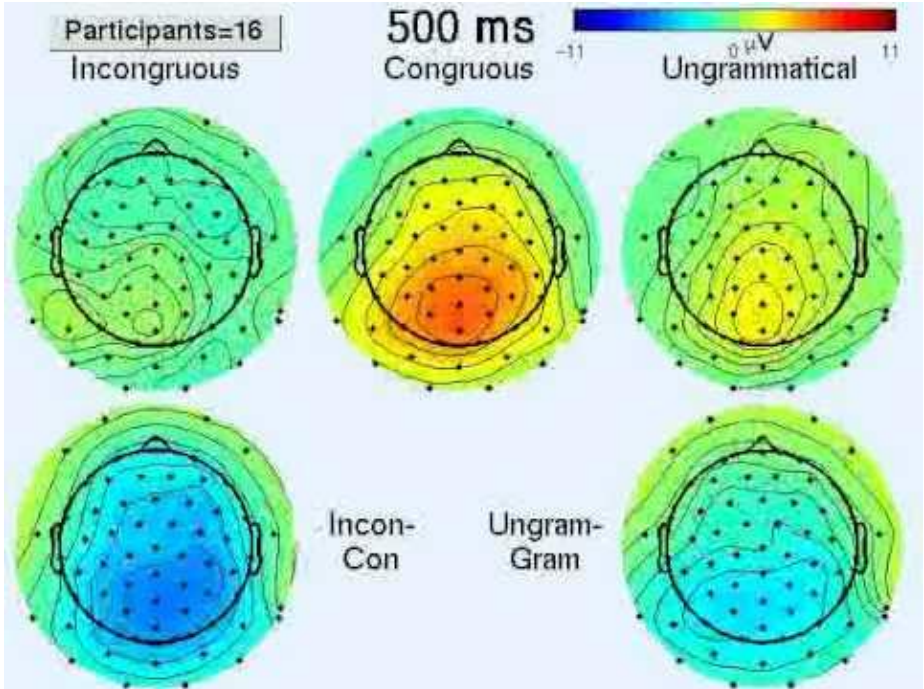 Participants=16
500 ms
-11
0
µV
11
Incongruous
Congruous
Ungrammatical
Incon-
Con
Ungram-
Gram